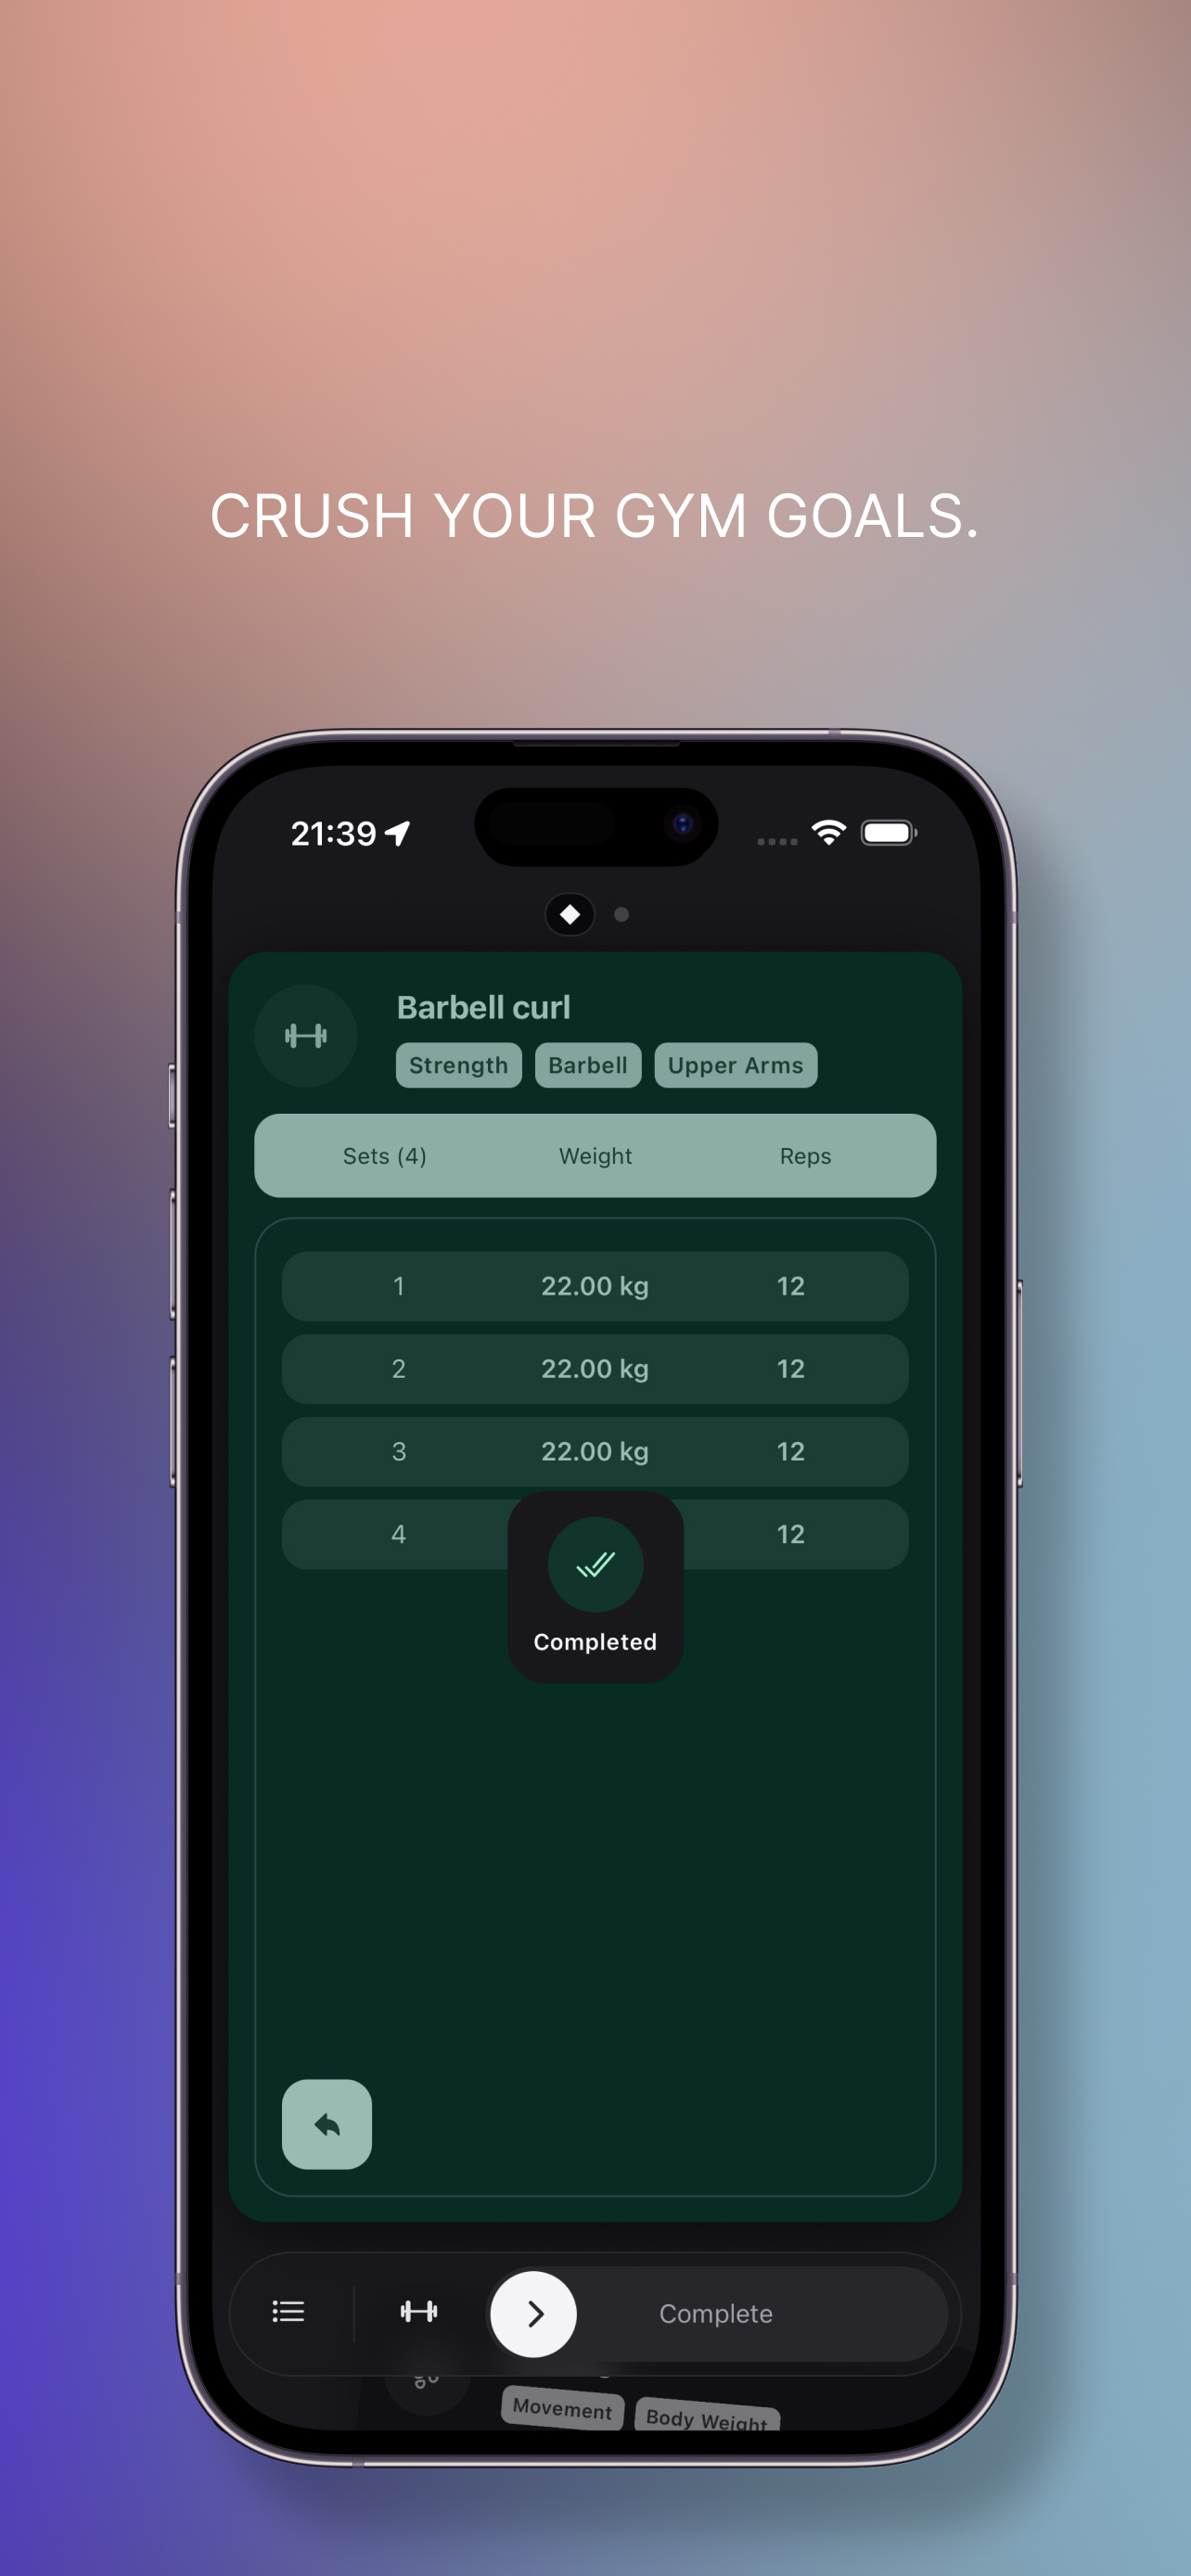 CRUSH YOUR GYM GOALS.
21:39
Barbell curl
Strength Barbell Upper Arms
Sets (4) Weight Reps
1 22.00 kg 12
2 22.00 kg 12
3 22.00 kg 12
4 12
Completed
Complete
Movement Body Weight